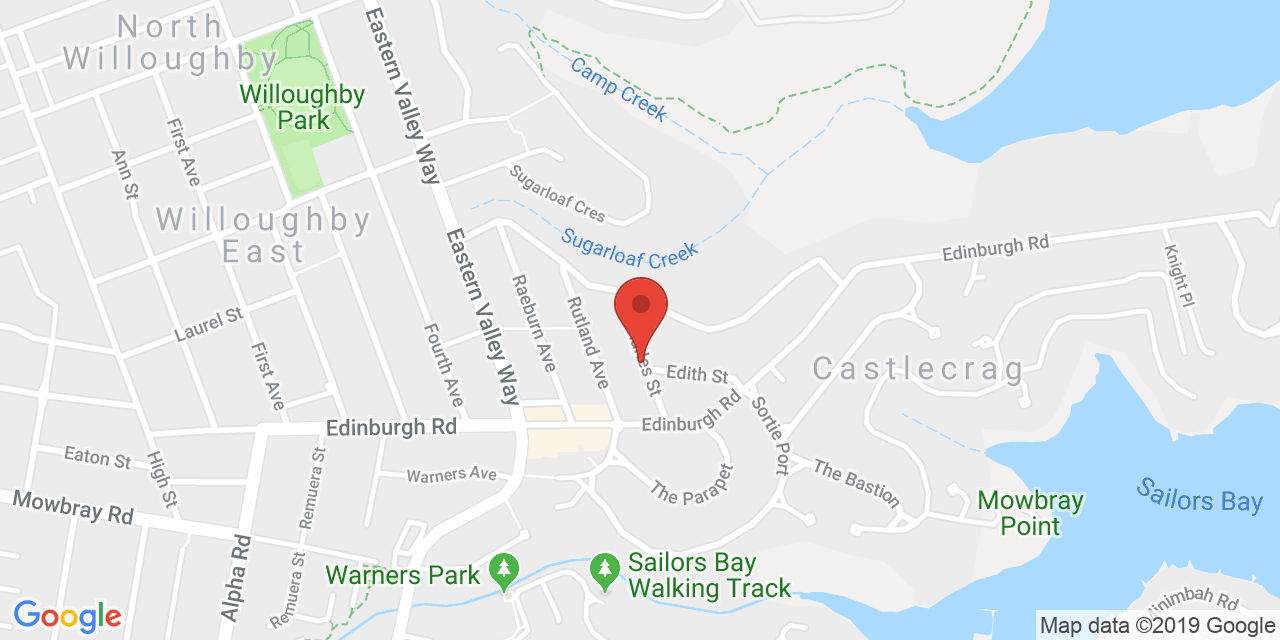 North
Willoughby
Willoughby
Park
Eastern Valley Way
Camp Creek
First Ave
Ann St
Sugarloaf Cres
Willoughby
East
Sugarloaf Creek
Eastern Valley Way
Edinburgh Rd
Knight Pl
Raeburn Ave
Rutland Ave
Laurel St
Fourth Ave
First Ave
St
Edith St
Castlecrag
Edinburgh Rd
Edinburgh Rd
Sortie Port
Eaton St
High St
Remuera St
Warners Ave
The Parapet
The Bastion
Mowbray
Point
Sailors Bay
Mowbray Rd
Alpha Rd
Remuera St
Warners Park
Sailors Bay
Walking Track
Minimbah Rd
Google
Map data ©2019 Google